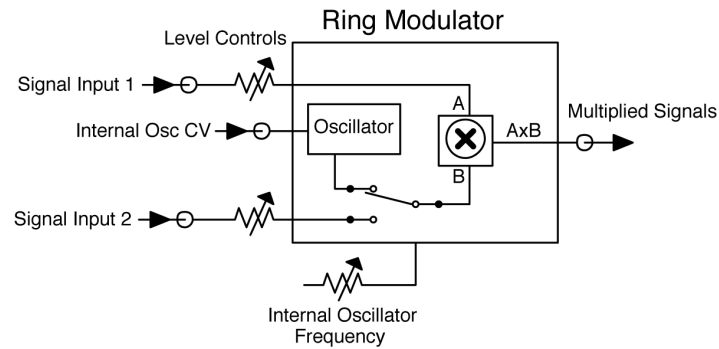 Ring Modulator
Level Controls
Signal Input 1
A
Multiplied Signals
Internal Osc CV
Oscillator
AxB
B
Signal Input 2
Internal Oscillator
Frequency